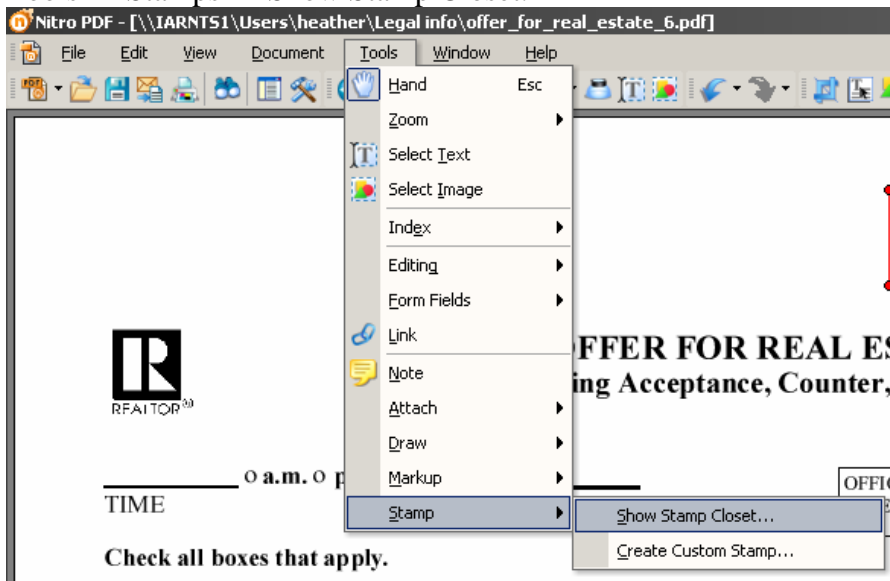 Nitro PDF - [\\IARNTS1\Users\heather\Legal info\offer_for_real_estate_6.pdf]
File Edit View Document Tools Window Help
Hand Esc
Zoom
Select Text
Select Image
Index
Editing
Form Fields
Link
Note
Attach
Draw
Markup
Stamp
Show Stamp Closet...
Create Custom Stamp...
REALTOR®
FFER FOR REAL ES
ing Acceptance, Counter,
o a.m. o p
TIME
OFFI
Check all boxes that apply.